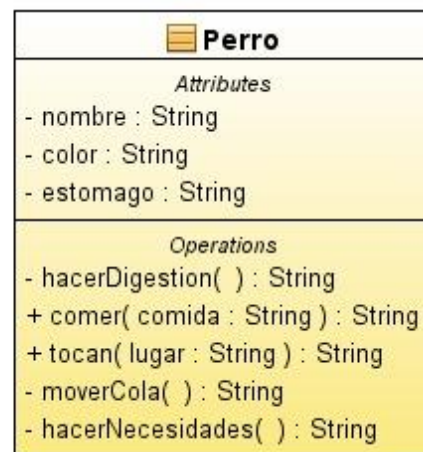 Perro
Attributes
- nombre : String
- color : String
- estomago : String
Operations
- hacerDigestion( ) : String
+ comer( comida : String ) : String
+ tocan( lugar : String ) : String
- moverCola( ) : String
- hacerNecesidades( ) : String